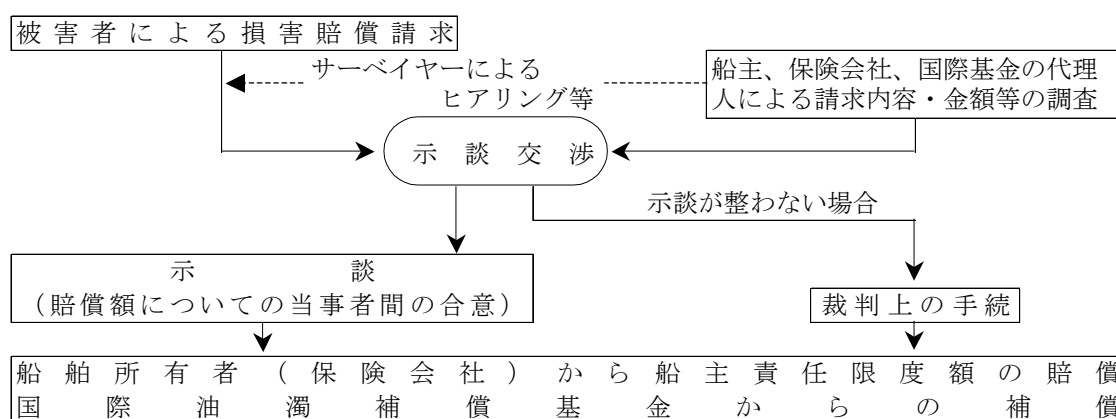 被害者による損害賠償請求
サーベイヤーによる
ヒアリング等
船主、保険会社、国際基金の代理
人による請求内容・金額等の調査
示談交渉
示談が整わない場合
示談
（賠償額についての当事者間の合意）
裁判上の手続
船舶所有者（保険会社）から船主責任限度額の賠償
国際油濁補償基金からの補償